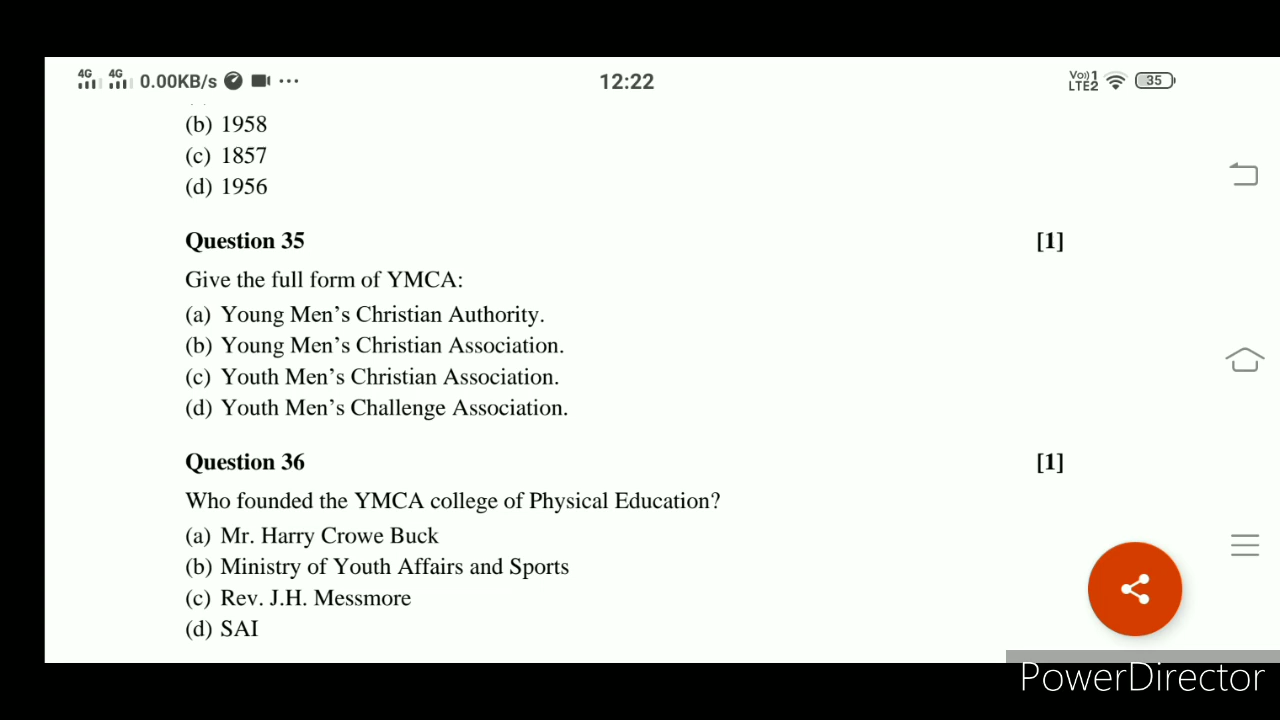 4G 4G 0.00KB/s ... 12:22 Vo) 1 LTE2 35
(b) 1958
(c) 1857
(d) 1956
Question 35 [1]
Give the full form of YMCA:
(a) Young Men’s Christian Authority.
(b) Young Men’s Christian Association.
(c) Youth Men’s Christian Association.
(d) Youth Men’s Challenge Association.
Question 36 [1]
Who founded the YMCA college of Physical Education?
(a) Mr. Harry Crowe Buck
(b) Ministry of Youth Affairs and Sports
(c) Rev. J.H. Messmore
(d) SAI
PowerDirector